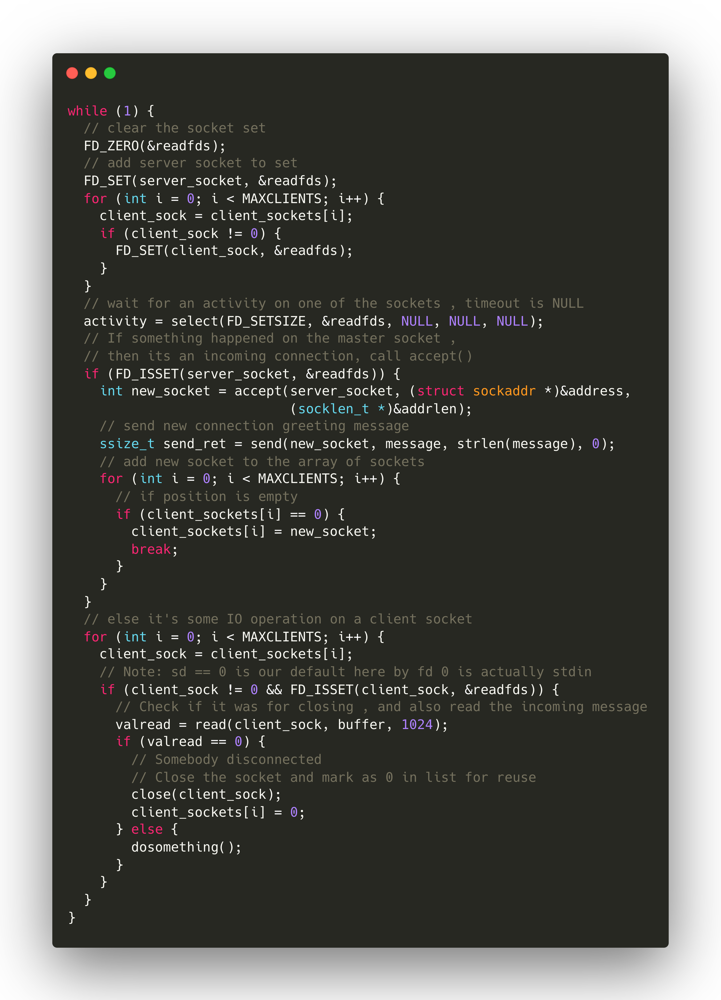 while (1) {
  // clear the socket set
  FD_ZERO(&readfds);
  // add server socket to set
  FD_SET(server_socket, &readfds);
  for (int i = 0; i < MAXCLIENTS; i++) {
    client_sock = client_sockets[i];
    if (client_sock != 0) {
      FD_SET(client_sock, &readfds);
    }
  }
  // wait for an activity on one of the sockets , timeout is NULL
  activity = select(FD_SETSIZE, &readfds, NULL, NULL, NULL);
  // If something happened on the master socket ,
  // then its an incoming connection, call accept()
  if (FD_ISSET(server_socket, &readfds)) {
    int new_socket = accept(server_socket, (struct sockaddr *)&address,
                            (socklen_t *)&addrlen);
    // send new connection greeting message
    ssize_t send_ret = send(new_socket, message, strlen(message), 0);
    // add new socket to the array of sockets
    for (int i = 0; i < MAXCLIENTS; i++) {
      // if position is empty
      if (client_sockets[i] == 0) {
        client_sockets[i] = new_socket;
        break;
      }
    }
  }
  // else it's some IO operation on a client socket
  for (int i = 0; i < MAXCLIENTS; i++) {
    client_sock = client_sockets[i];
    // Note: sd == 0 is our default here by fd 0 is actually stdin
    if (client_sock != 0 && FD_ISSET(client_sock, &readfds)) {
      // Check if it was for closing , and also read the incoming message
      valread = read(client_sock, buffer, 1024);
      if (valread == 0) {
        // Somebody disconnected
        // Close the socket and mark as 0 in list for reuse
        close(client_sock);
        client_sockets[i] = 0;
      } else {
        dosomething();
      }
    }
  }
}